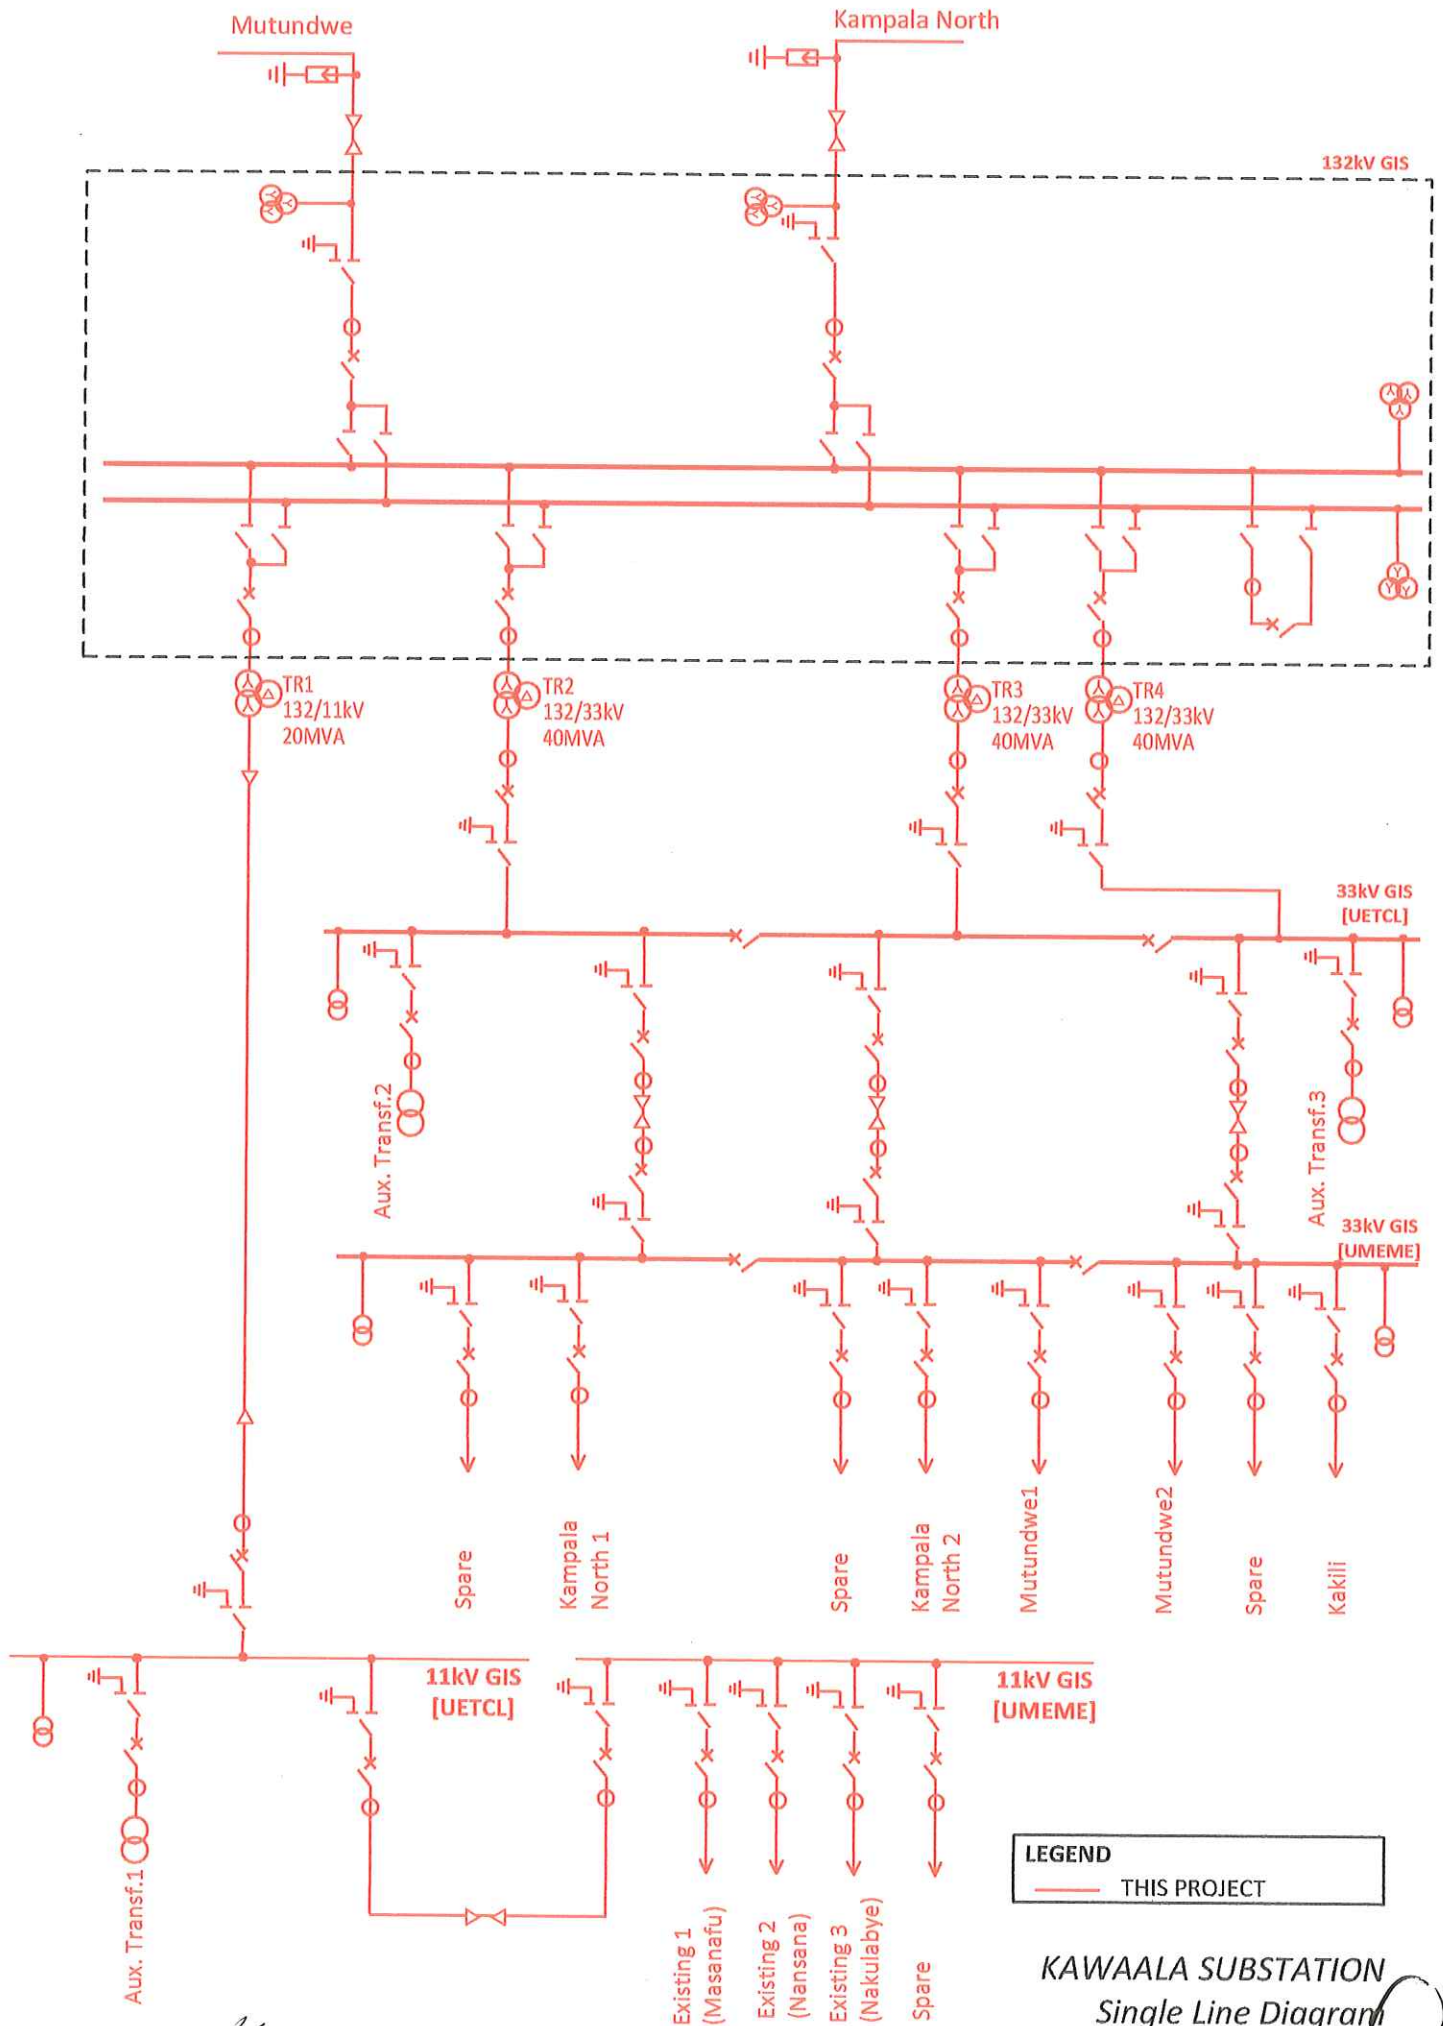 Mutundwe
Kampala North
132kV GIS
TR1
132/11kV
20MVA
TR2
132/33kV
40MVA
TR3
132/33kV
40MVA
TR4
132/33kV
40MVA
33kV GIS
[UETCL]
Aux. Transf.2
Aux. Transf.3
33kV GIS
[UMEME]
Spare
Kampala
North 1
Spare
Kampala
North 2
Mutundwe1
Mutundwe2
Spare
Kakili
11kV GIS
[UETCL]
11kV GIS
[UMEME]
Aux. Transf.1
Existing 1
(Masanafu)
Existing 2
(Nansana)
Existing 3
(Nakulabye)
Spare
LEGEND
THIS PROJECT
KAWAALA SUBSTATION
Single Line Diagram